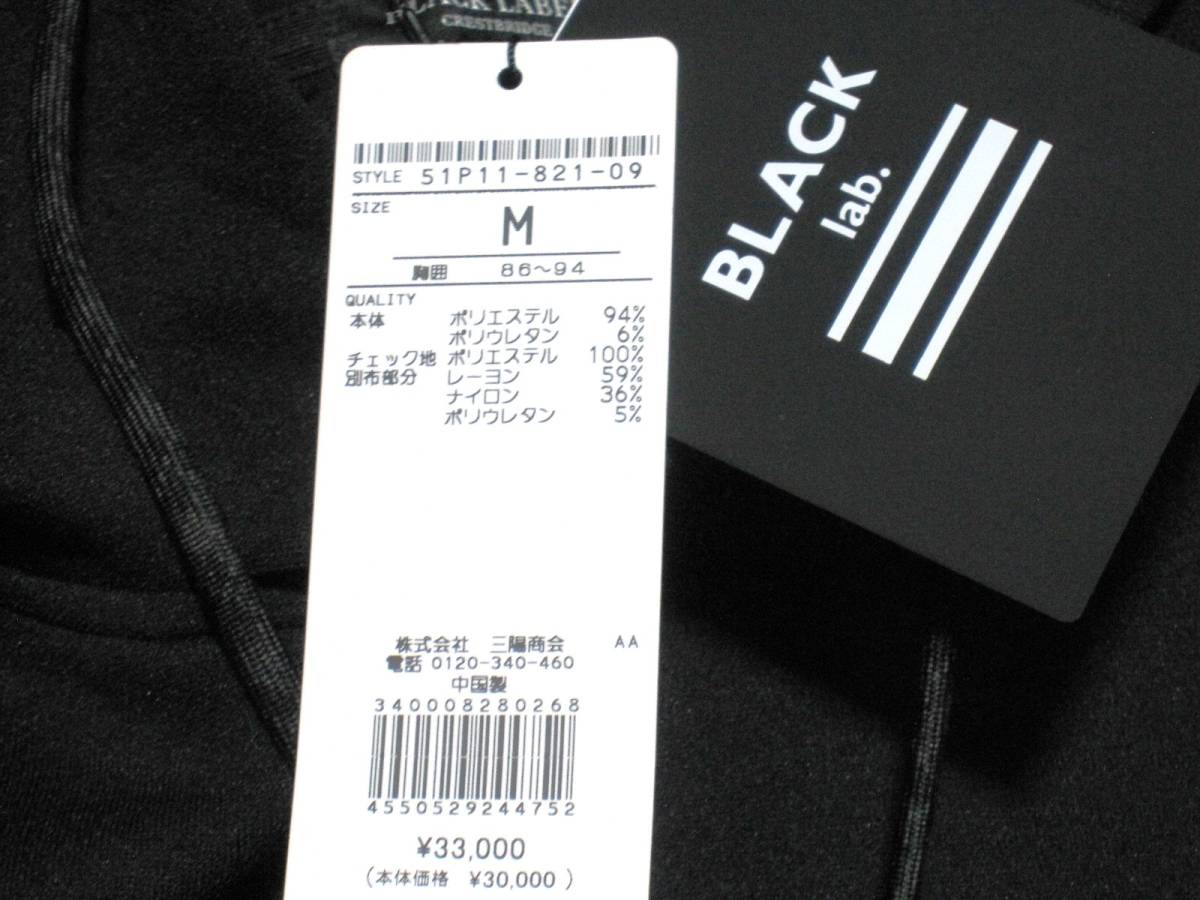 BLACK LABEL
CRESTBRIDGE
STYLE 51P11-821-09
SIZE
M
胸囲 86～94
QUALITY
本体 ポリエステル 94%
ポリウレタン 6%
チェック地 ポリエステル 100%
別布部分 レーヨン 59%
ナイロン 36%
ポリウレタン 5%
株式会社 三陽商会 AA
電話 0120-340-460
中国製
340008280268
4550529244752
¥33,000
(本体価格 ¥30,000 )
BLACK
lab.